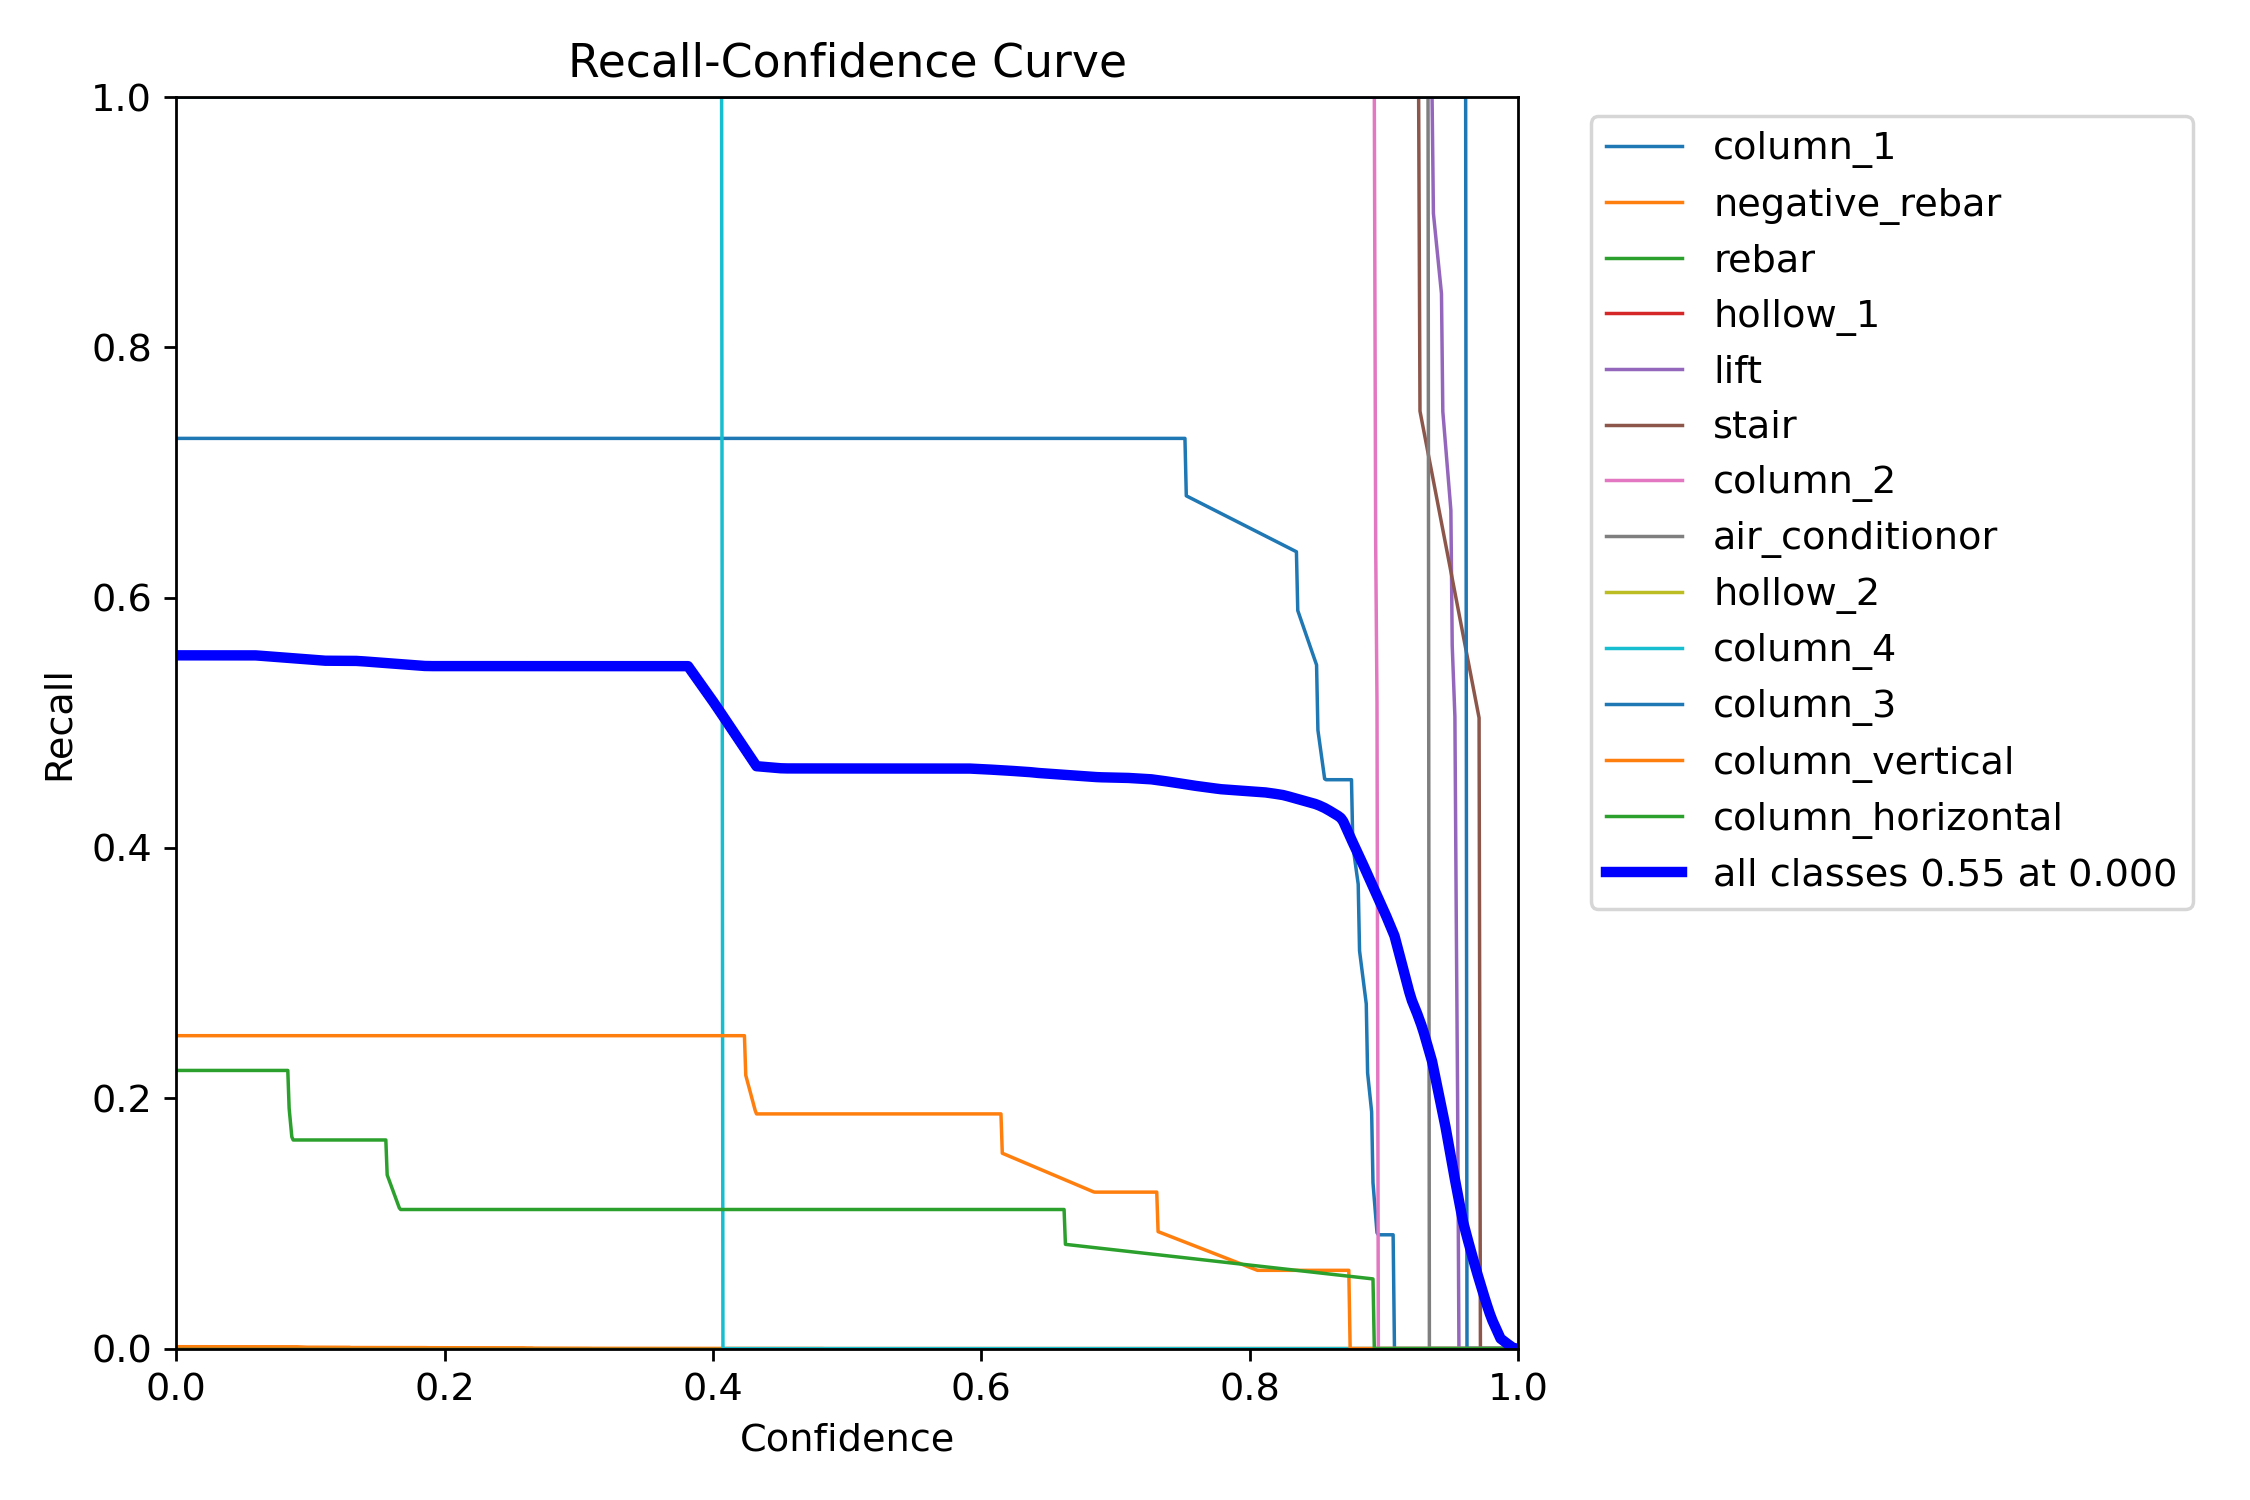 Recall-Confidence Curve
1.0
0.8
0.6
0.4
0.2
0.0
Recall
0.0 0.2 0.4 0.6 0.8 1.0
Confidence
column_1
negative_rebar
rebar
hollow_1
lift
stair
column_2
air_conditionor
hollow_2
column_4
column_3
column_vertical
column_horizontal
all classes 0.55 at 0.000